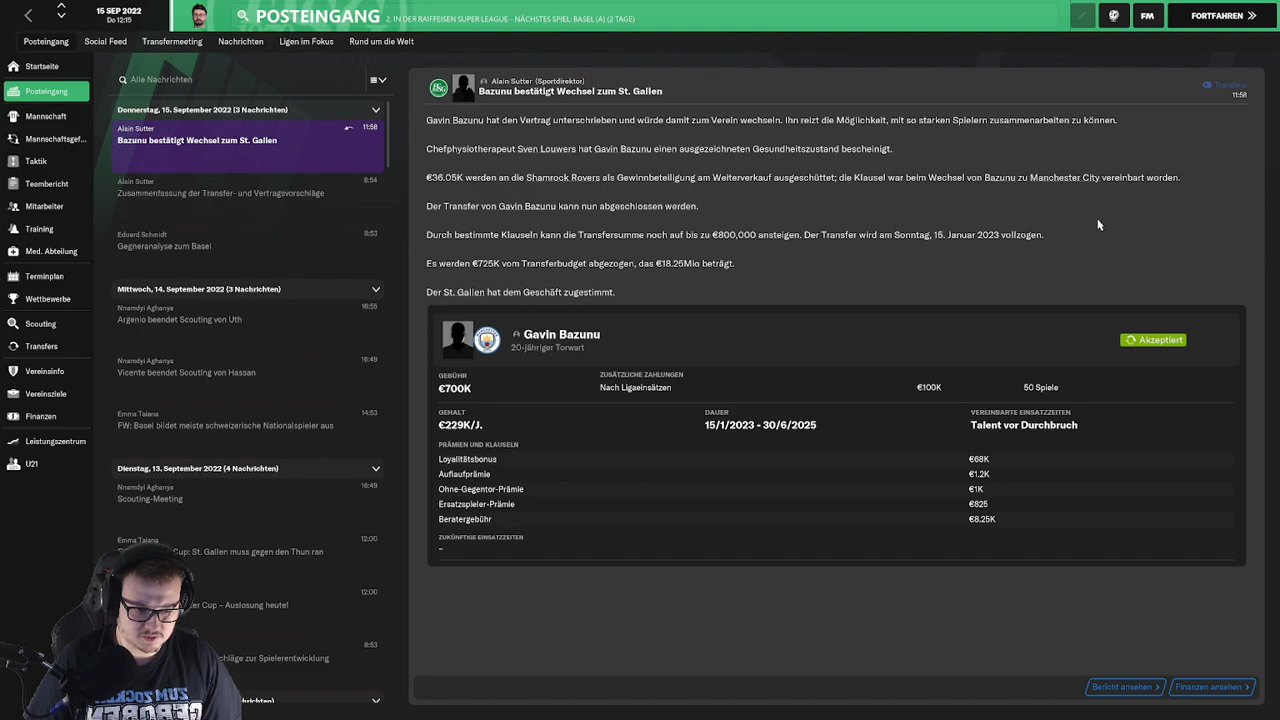 15 SEP 2022
Do 12:15
POSTEINGANG
2. IN DER RAIFFEISEN SUPER LEAGUE - NÄCHSTES SPIEL: BASEL (A) (2 TAGE)
FM
FORTFAHREN
Posteingang
Social Feed
Transfermeeting
Nachrichten
Ligen im Fokus
Rund um die Welt
Startseite
Posteingang
Mannschaft
Mannschaftsgef...
Taktik
Teambericht
Mitarbeiter
Training
Med. Abteilung
Terminplan
Wettbewerbe
Scouting
Transfers
Vereinsinfo
Vereinsziele
Finanzen
Leistungszentrum
U21
Alle Nachrichten
Donnerstag, 15. September 2022 (3 Nachrichten)
Alain Sutter
11:58
Bazunu bestätigt Wechsel zum St. Gallen
Alain Sutter
8:54
Zusammenfassung der Transfer- und Vertragsvorschläge
Eduard Schmidt
8:53
Gegneranalyse zum Basel
Mittwoch, 14. September 2022 (3 Nachrichten)
Nnamdyi Aghanya
16:55
Argenio beendet Scouting von Uth
Nnamdyi Aghanya
16:49
Vicente beendet Scouting von Hassan
Emma Taiana
14:53
FW: Basel bildet meiste schweizerische Nationalspieler aus
Dienstag, 13. September 2022 (4 Nachrichten)
Nnamdyi Aghanya
16:49
Scouting-Meeting
Emma Taiana
12:00
Cup: St. Gallen muss gegen den Thun ran
12:00
er Cup - Auslosung heute!
8:53
schläge zur Spielerentwicklung
Alain Sutter (Sportdirektor)
Bazunu bestätigt Wechsel zum St. Gallen
Transfers
11:58
Gavin Bazunu hat den Vertrag unterschrieben und würde damit zum Verein wechseln. Ihn reizt die Möglichkeit, mit so starken Spielern zusammenarbeiten zu können.
Chefphysiotherapeut Sven Louwers hat Gavin Bazunu einen ausgezeichneten Gesundheitszustand bescheinigt.
€36.05K werden an die Shamrock Rovers als Gewinnbeteiligung am Weiterverkauf ausgeschüttet; die Klausel war beim Wechsel von Bazunu zu Manchester City vereinbart worden.
Der Transfer von Gavin Bazunu kann nun abgeschlossen werden.
Durch bestimmte Klauseln kann die Transfersumme noch auf bis zu €800,000 ansteigen. Der Transfer wird am Sonntag, 15. Januar 2023 vollzogen.
Es werden €725K vom Transferbudget abgezogen, das €18.25Mio beträgt.
Der St. Gallen hat dem Geschäft zugestimmt.
Gavin Bazunu
20-jähriger Torwart
Akzeptiert
GEBÜHR
€700K
ZUSÄTZLICHE ZAHLUNGEN
Nach Ligaeinsätzen
€100K
50 Spiele
GEHALT
€229K/J.
DAUER
15/1/2023 - 30/6/2025
VEREINBARTE EINSATZZEITEN
Talent vor Durchbruch
PRÄMIEN UND KLAUSELN
Loyalitätsbonus
€68K
Auflaufprämie
€1.2K
Ohne-Gegentor-Prämie
€1K
Ersatzspieler-Prämie
€825
Beratergebühr
€8.25K
ZUKÜNFTIGE EINSATZZEITEN
-
Bericht ansehen
Finanzen ansehen
ZUM ZOCKEN
GEBOREN